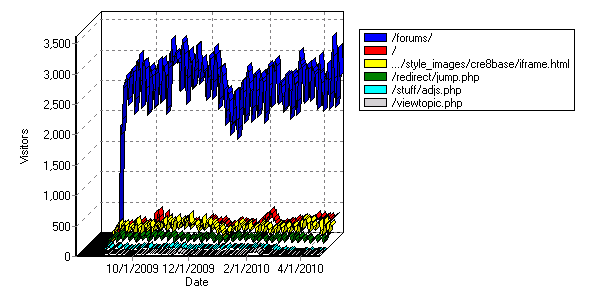 3,500
3,000
2,500
2,000
1,500
1,000
500
0
Visitors
10/1/2009 12/1/2009 2/1/2010 4/1/2010
Date
/forums/
/
.../style_images/cre8base/iframe.html
/redirect/jump.php
/stuff/adjs.php
/viewtopic.php